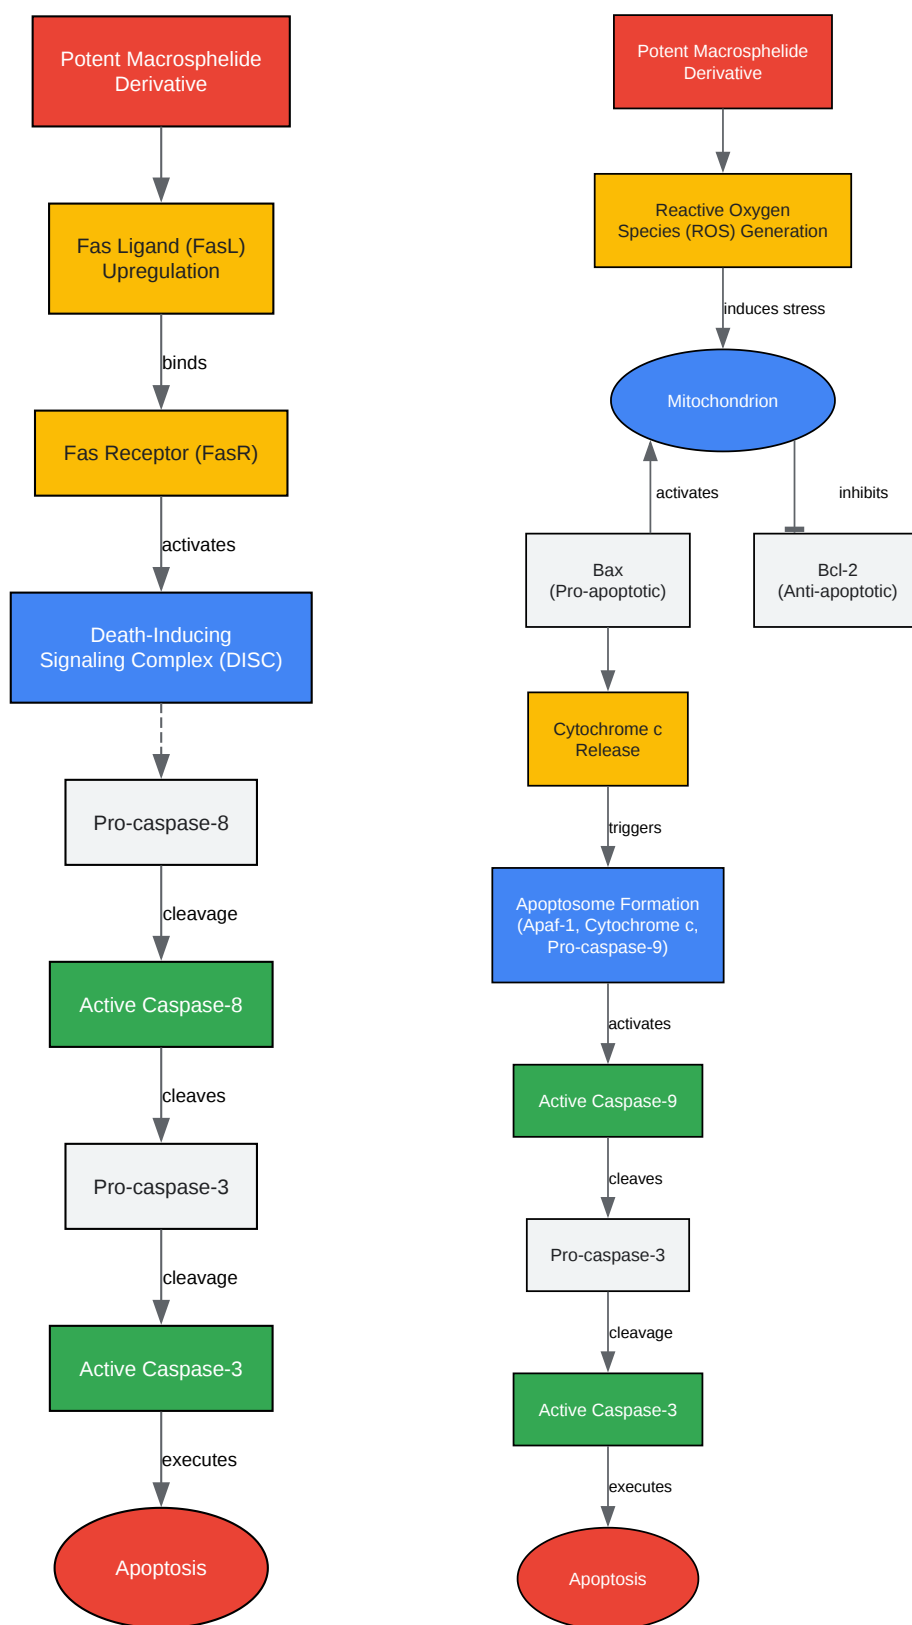 Potent Macrosphelide
Derivative
Fas Ligand (FasL)
Upregulation
binds
Fas Receptor (FasR)
activates
Death-Inducing
Signaling Complex (DISC)
Pro-caspase-8
cleavage
Active Caspase-8
cleaves
Pro-caspase-3
cleavage
Active Caspase-3
executes
Apoptosis
Potent Macrosphelide
Derivative
Reactive Oxygen
Species (ROS) Generation
induces stress
Mitochondrion
activates
inhibits
Bax
(Pro-apoptotic)
Bcl-2
(Anti-apoptotic)
Cytochrome c
Release
triggers
Apoptosome Formation
(Apaf-1, Cytochrome c,
Pro-caspase-9)
activates
Active Caspase-9
cleaves
Pro-caspase-3
cleavage
Active Caspase-3
executes
Apoptosis